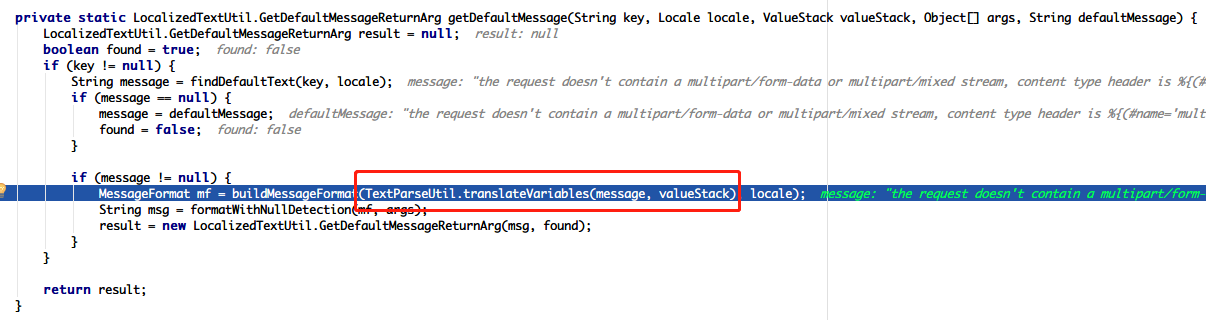 private static LocalizedTextUtil.GetDefaultMessageReturnArg getDefaultMessage(String key, Locale locale, ValueStack valueStack, Object[] args, String defaultMessage) {
LocalizedTextUtil.GetDefaultMessageReturnArg result = null; result: null
boolean found = true; found: false
if (key != null) {
String message = findDefaultText(key, locale); message: "the request doesn't contain a multipart/form-data or multipart/mixed stream, content type header is %{(#
if (message == null) {
message = defaultMessage; defaultMessage: "the request doesn't contain a multipart/form-data or multipart/mixed stream, content type header is %{(#name='mult
found = false; found: false
}
if (message != null) {
MessageFormat mf = buildMessageFormat(TextParseUtil.translateVariables(message, valueStack) locale); message: "the request doesn't contain a multipart/form-
String msg = formatWithNullDetection(mf, args);
result = new LocalizedTextUtil.GetDefaultMessageReturnArg(msg, found);
}
}
return result;
}